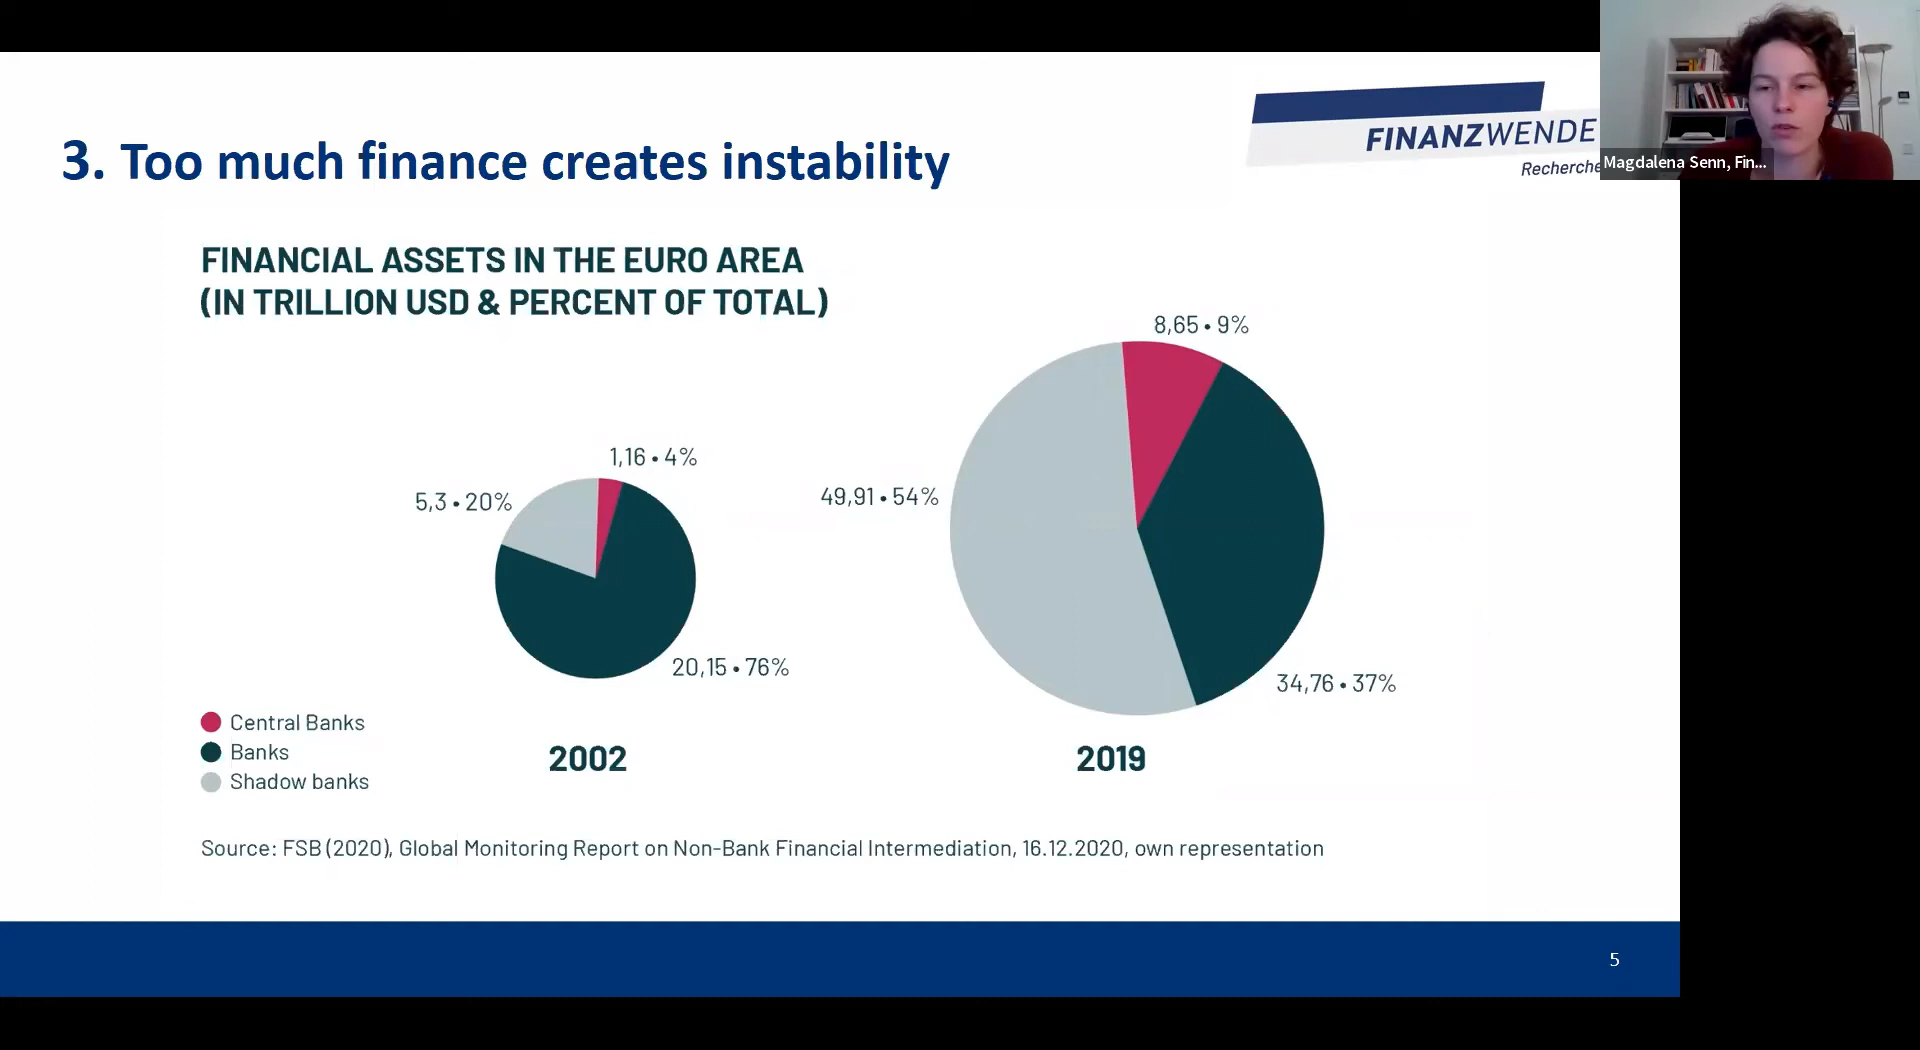 FINANZWENDE
Recherche
Magdalena Senn, Fin...
3. Too much finance creates instability
FINANCIAL ASSETS IN THE EURO AREA
(IN TRILLION USD & PERCENT OF TOTAL)
8,65 • 9%
1,16 • 4%
5,3 • 20%
49,91 • 54%
20,15 • 76%
34,76 • 37%
Central Banks
Banks
Shadow banks
2002
2019
Source: FSB (2020), Global Monitoring Report on Non-Bank Financial Intermediation, 16.12.2020, own representation
5